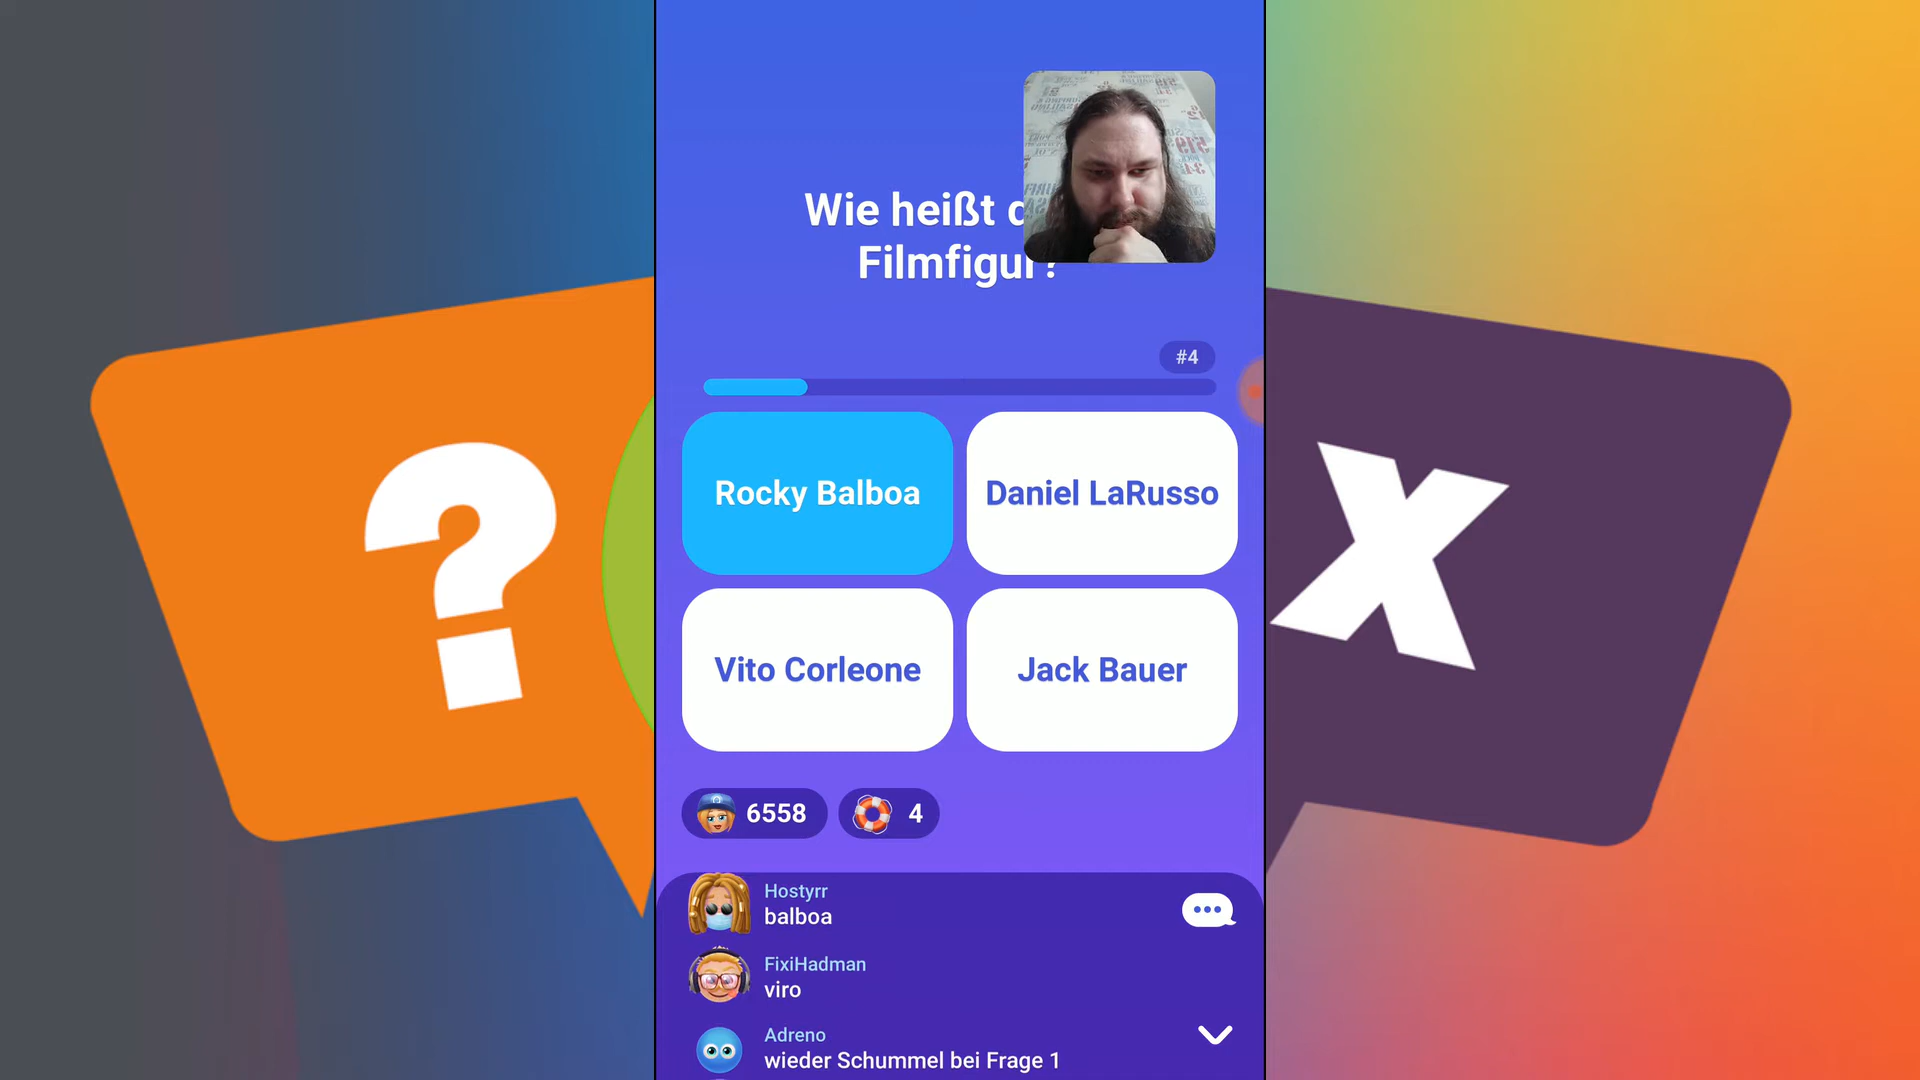 Wie heißt d
Filmfigur?
#4
Rocky Balboa
Daniel LaRusso
Vito Corleone
Jack Bauer
6558
4
Hostyrr
balboa
FixiHadman
viro
Adreno
wieder Schummel bei Frage 1
?
X